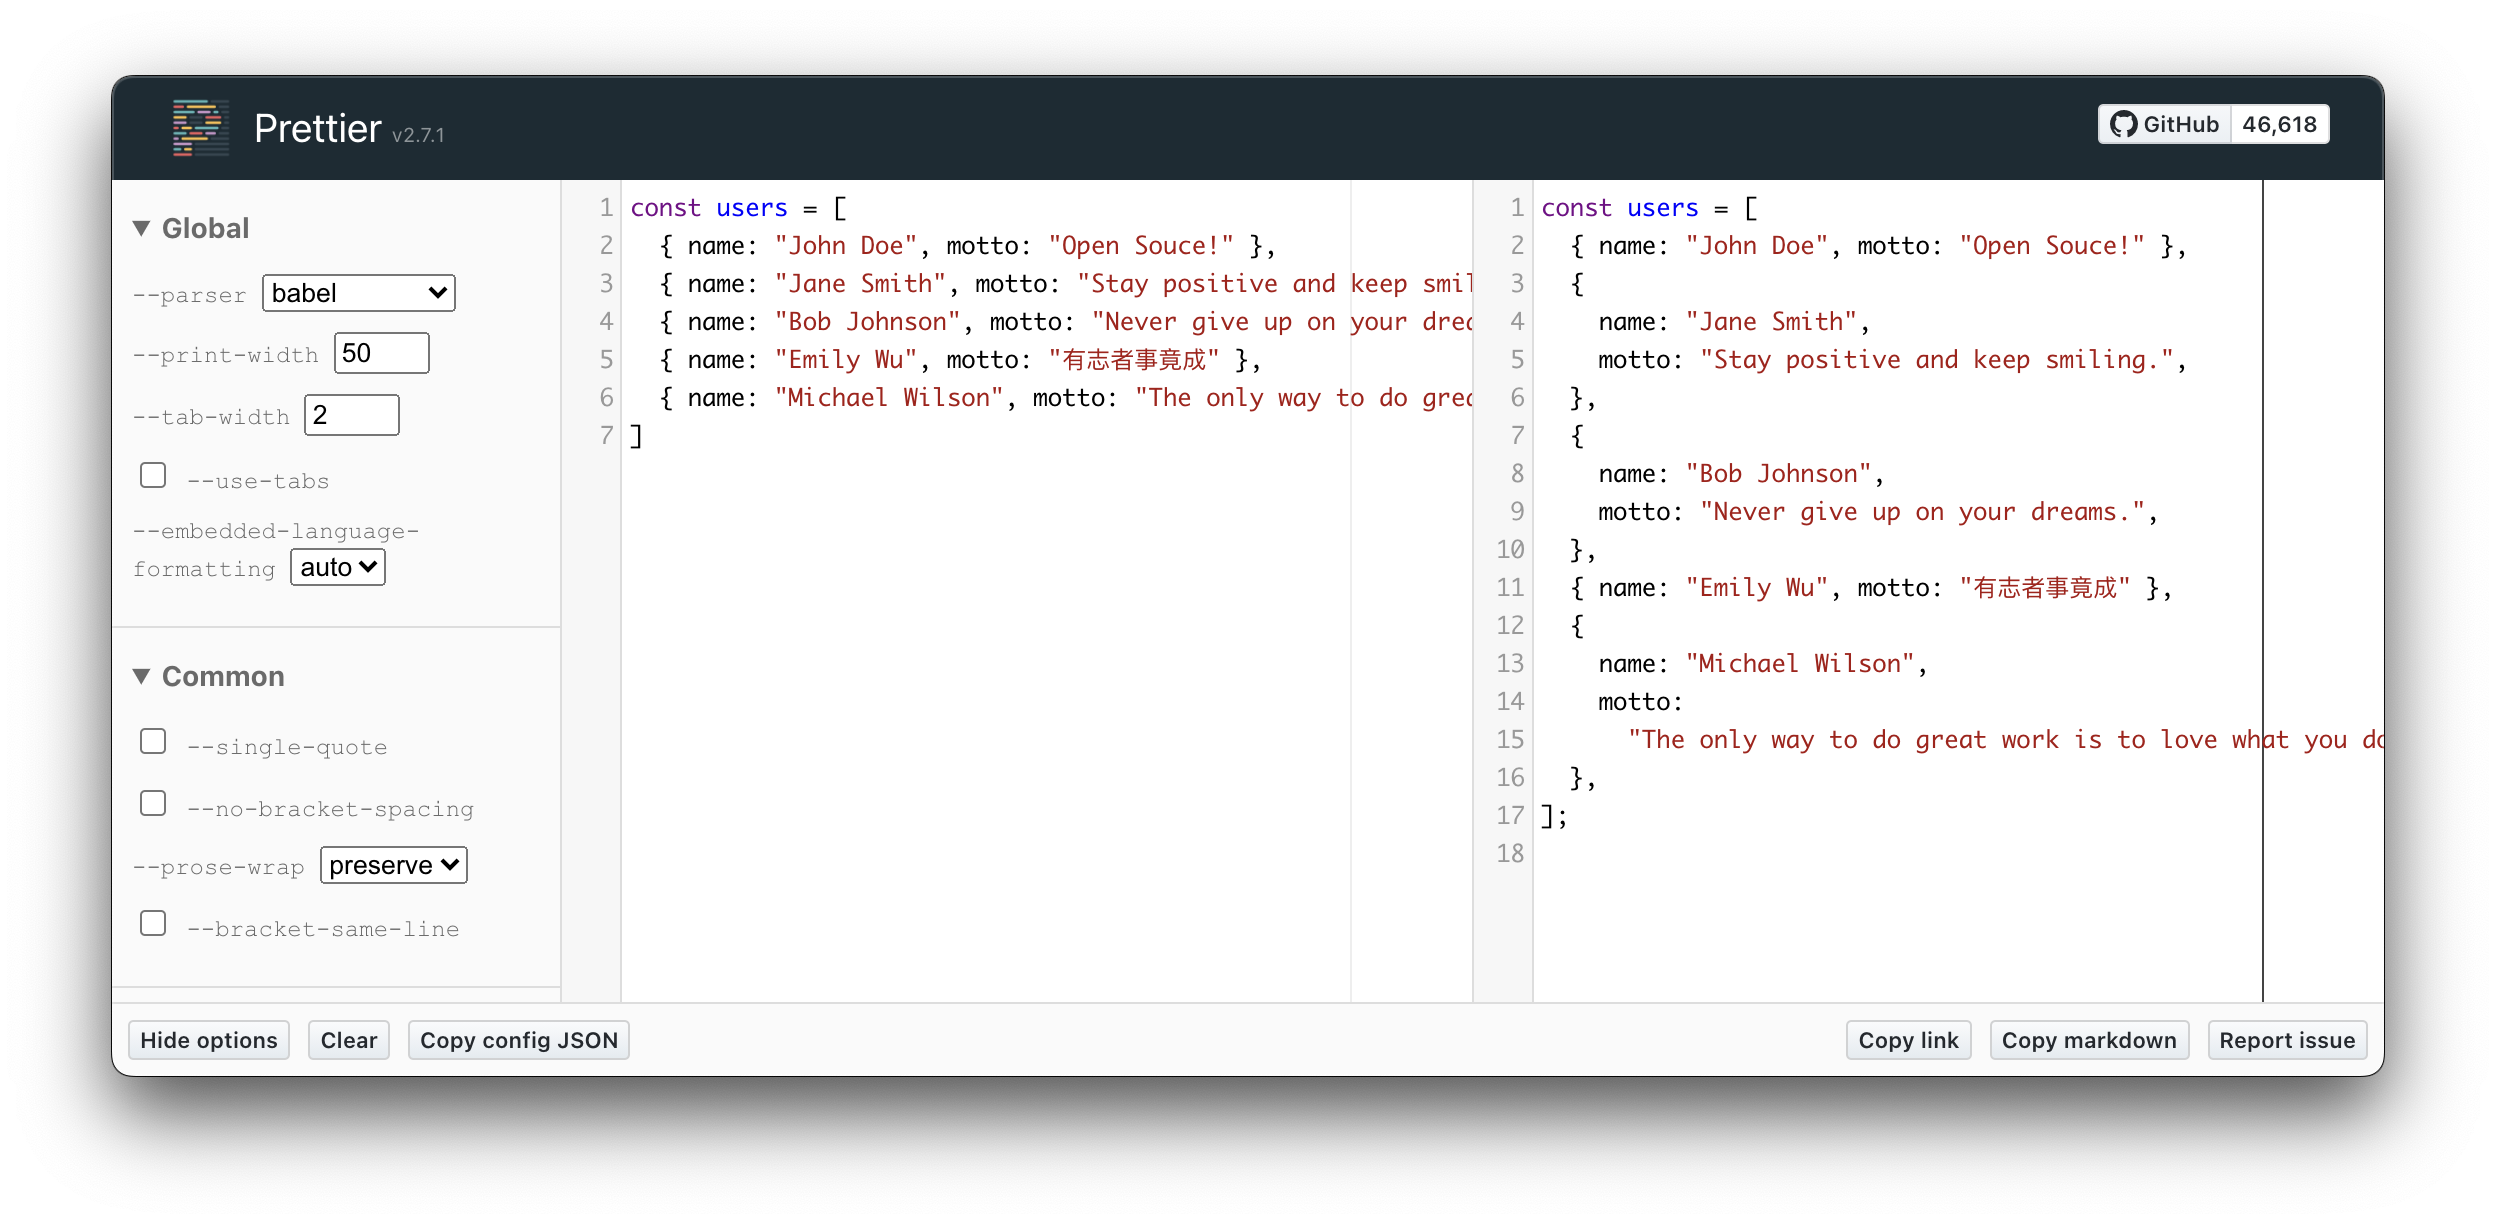 Prettier v2.7.1
GitHub 46,618
▼ Global
--parser babel
--print-width 50
--tab-width 2
--use-tabs
--embedded-language-
formatting auto
▼ Common
--single-quote
--no-bracket-spacing
--prose-wrap preserve
--bracket-same-line
1 const users = [
2 { name: "John Doe", motto: "Open Souce!" },
3 { name: "Jane Smith", motto: "Stay positive and keep smil
4 { name: "Bob Johnson", motto: "Never give up on your drea
5 { name: "Emily Wu", motto: "有志者事竟成" },
6 { name: "Michael Wilson", motto: "The only way to do grea
7 ]
1 const users = [
2 { name: "John Doe", motto: "Open Souce!" },
3 {
4 name: "Jane Smith",
5 motto: "Stay positive and keep smiling.",
6 },
7 {
8 name: "Bob Johnson",
9 motto: "Never give up on your dreams.",
10 },
11 { name: "Emily Wu", motto: "有志者事竟成" },
12 {
13 name: "Michael Wilson",
14 motto:
15 "The only way to do great work is to love what you do
16 },
17 ];
18
Hide options Clear Copy config JSON Copy link Copy markdown Report issue